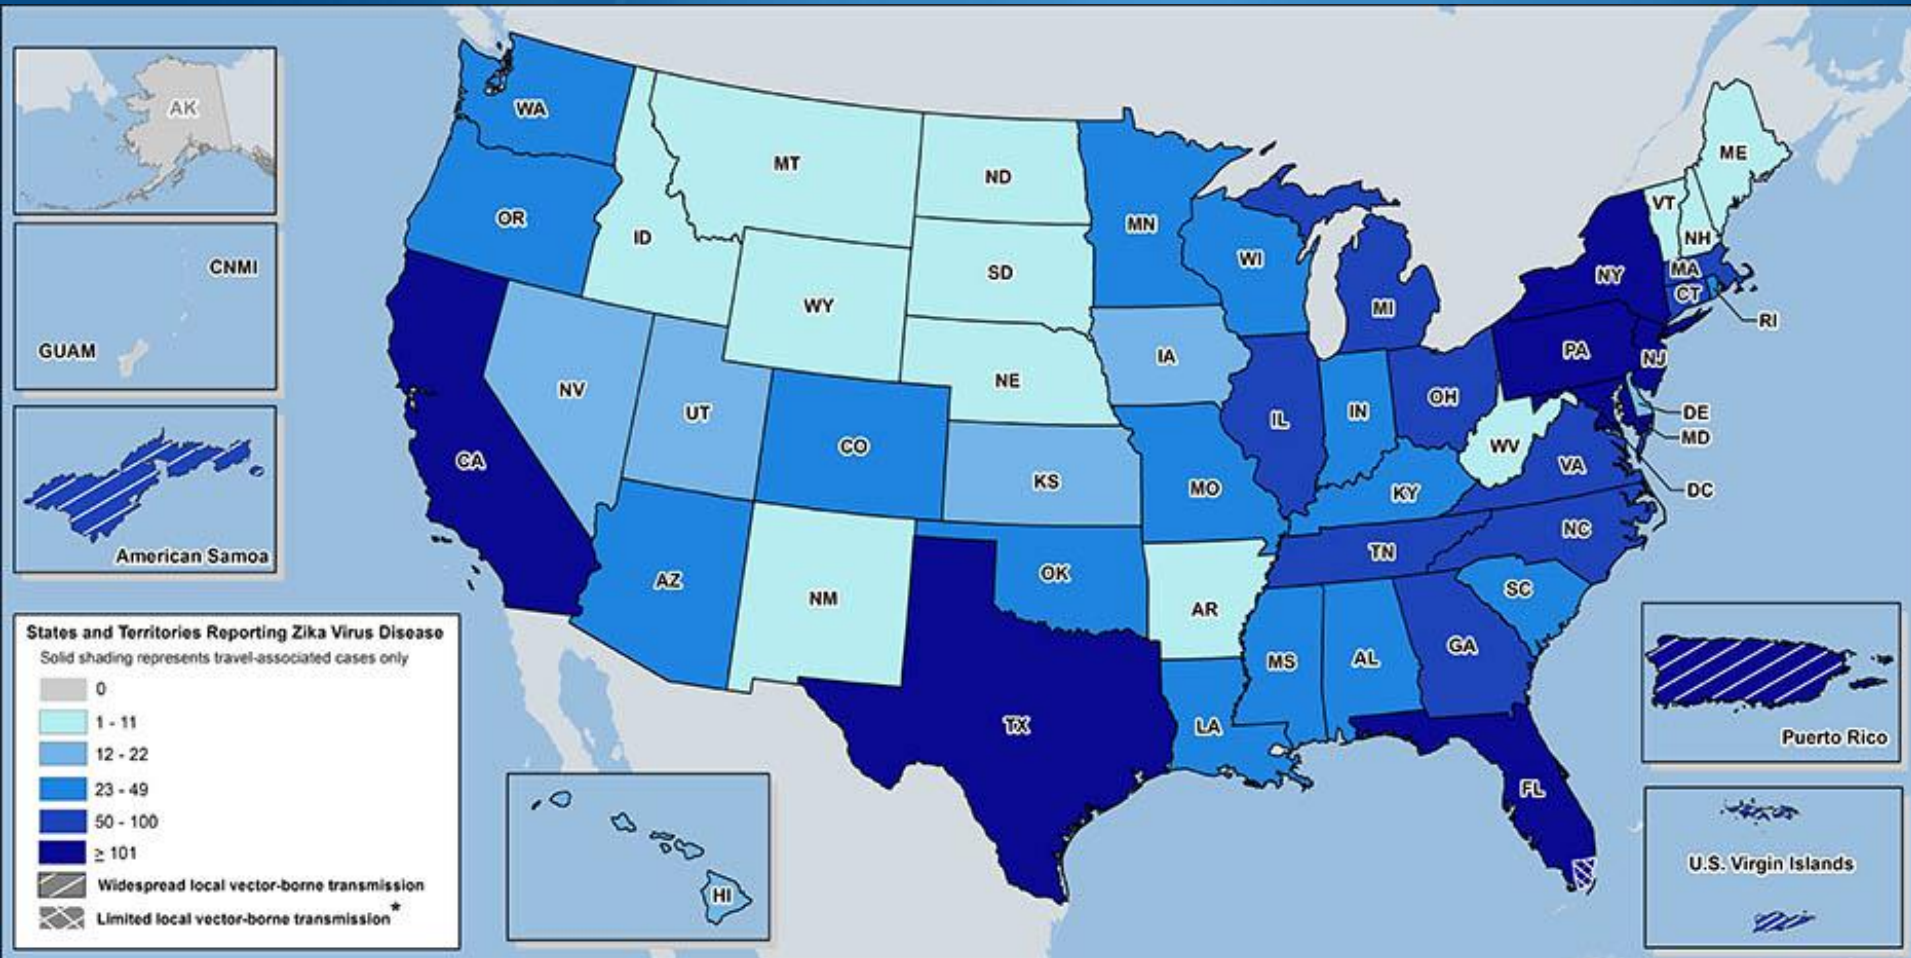 AK
CNMI
GUAM
American Samoa
States and Territories Reporting Zika Virus Disease
Solid shading represents travel-associated cases only
0
1 - 11
12 - 22
23 - 49
50 - 100
≥ 101
Widespread local vector-borne transmission
Limited local vector-borne transmission*
HI
WA
OR
CA
ID
NV
MT
WY
UT
AZ
CO
NM
ND
SD
NE
KS
OK
TX
MN
IA
MO
AR
LA
WI
IL
MI
IN
OH
KY
TN
MS
AL
GA
FL
SC
NC
VA
WV
PA
NY
NJ
VT
NH
ME
MA
CT
RI
DE
MD
DC
Puerto Rico
U.S. Virgin Islands